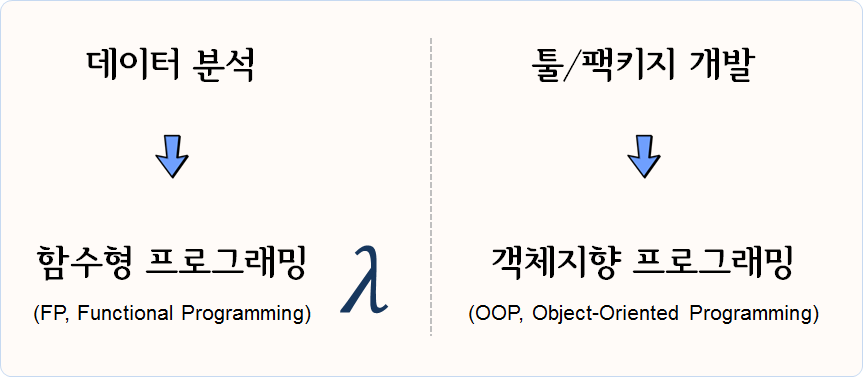 데이터 분석
함수형 프로그래밍 λ
(FP, Functional Programming)
툴/팩키지 개발
객체지향 프로그래밍
(OOP, Object-Oriented Programming)